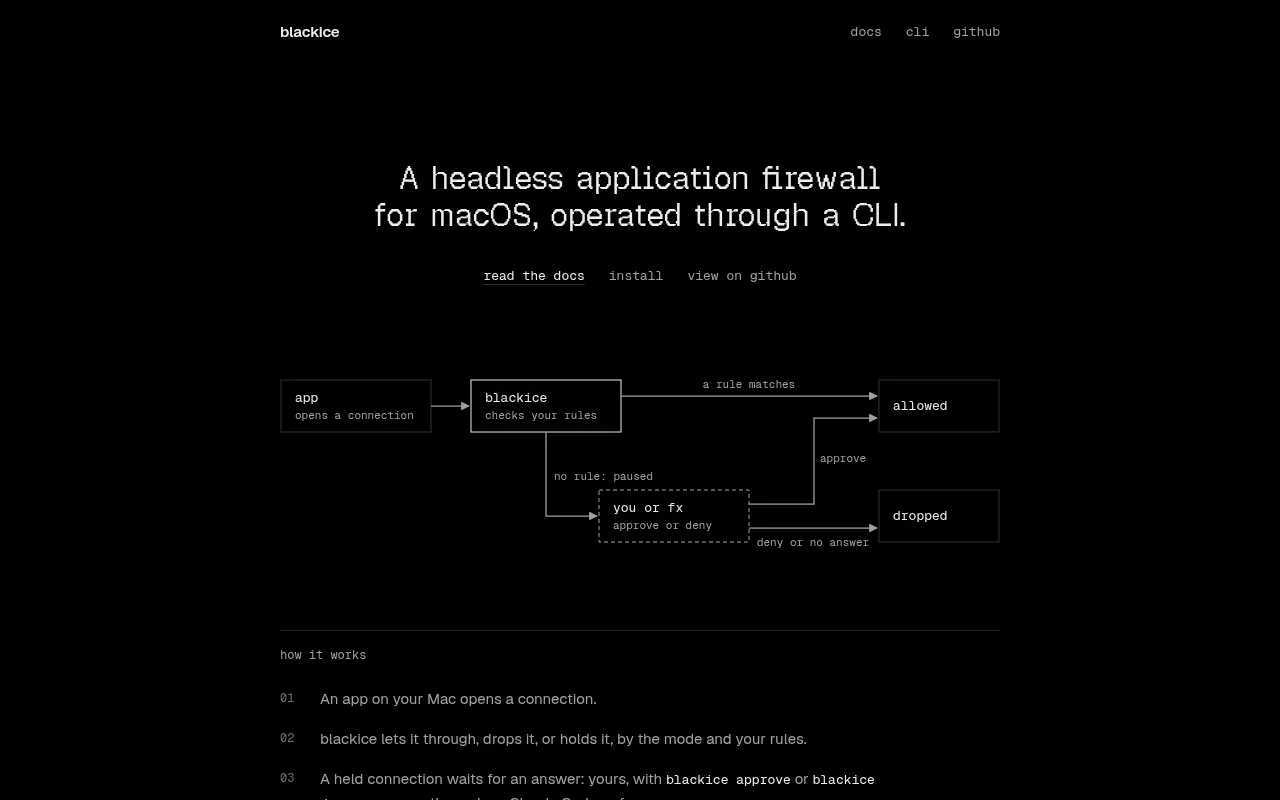 blackice
docs cli github
A headless application firewall
for macOS, operated through a CLI.
read the docs install view on github
app
opens a connection
blackice
checks your rules
a rule matches
allowed
approve
no rule: paused
you or fx
approve or deny
dropped
deny or no answer
how it works
01 An app on your Mac opens a connection.
02 blackice lets it through, drops it, or holds it, by the mode and your rules.
03 A held connection waits for an answer: yours, with blackice approve or blackice